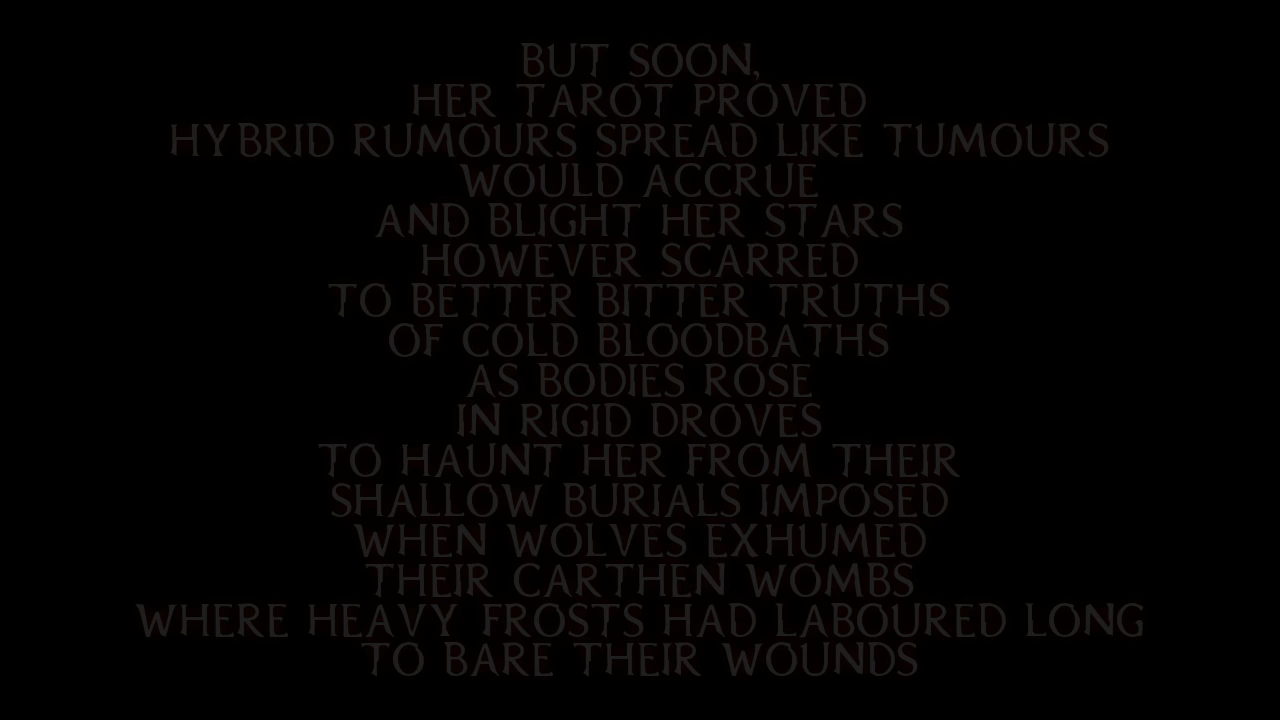 BUT SOON,
HER TAROT PROVED
HYBRID RUMOURS SPREAD LIKE TUMOURS
WOULD ACCRUE
AND BLIGHT HER STARS
HOWEVER SCARRED
TO BETTER BITTER TRUTHS
OF COLD BLOODBATHS
AS BODIES ROSE
IN RIGID DROVES
TO HAUNT HER FROM THEIR
SHALLOW BURIALS IMPOSED
WHEN WOLVES EXHUMED
THEIR CARTHEN WOMBS
WHERE HEAVY FROSTS HAD LABOURED LONG
TO BARE THEIR WOUNDS